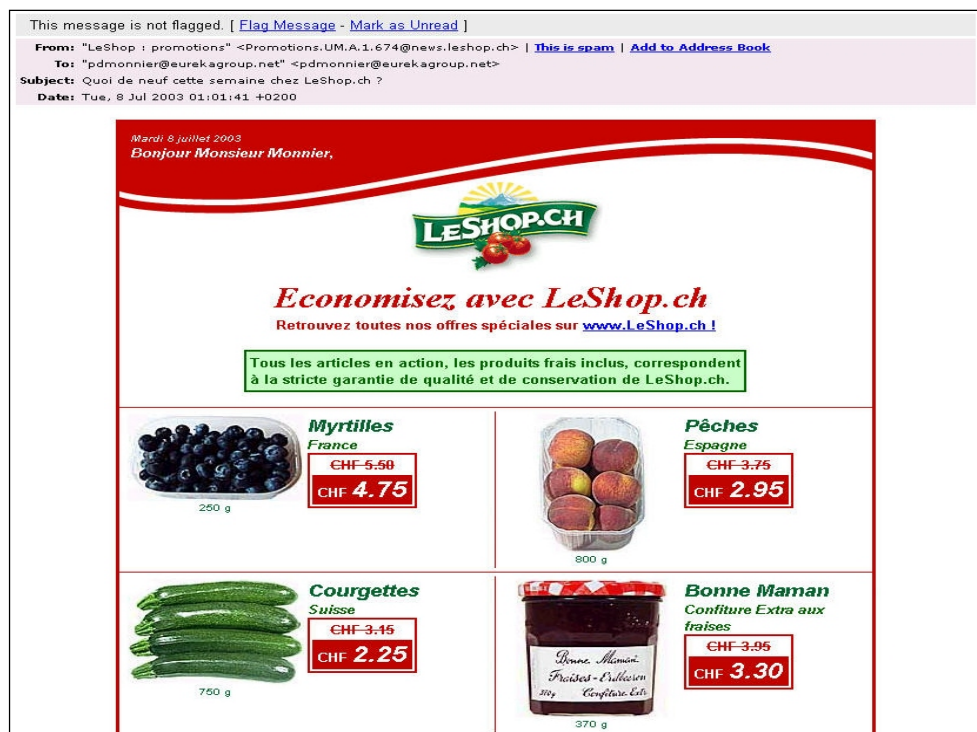 This message is not flagged. [ Flag Message - Mark as Unread ]
From: "LeShop : promotions" <Promotions.UM.A.1.674@news.leshop.ch> | This is spam | Add to Address Book
To: "pdmonnier@eurekagroup.net" <pdmonnier@eurekagroup.net>
Subject: Quoi de neuf cette semaine chez LeShop.ch ?
Date: Tue, 8 Jul 2003 01:01:41 +0200
Mardi 8 juillet 2003
Bonjour Monsieur Monnier,
LESHOP.CH
Economisez avec LeShop.ch
Retrouvez toutes nos offres spéciales sur www.LeShop.ch !
Tous les articles en action, les produits frais inclus, correspondent
à la stricte garantie de qualité et de conservation de LeShop.ch.
Myrtilles
France
CHF 5.50
CHF 4.75
250 g
Pêches
Espagne
CHF 3.75
CHF 2.95
800 g
Courgettes
Suisse
CHF 3.15
CHF 2.25
750 g
Bonne Maman
Confiture Extra aux
fraises
CHF 3.95
CHF 3.30
Bonne Maman
Fraises - Erdbeeren
370g Confiture Extra
370 g